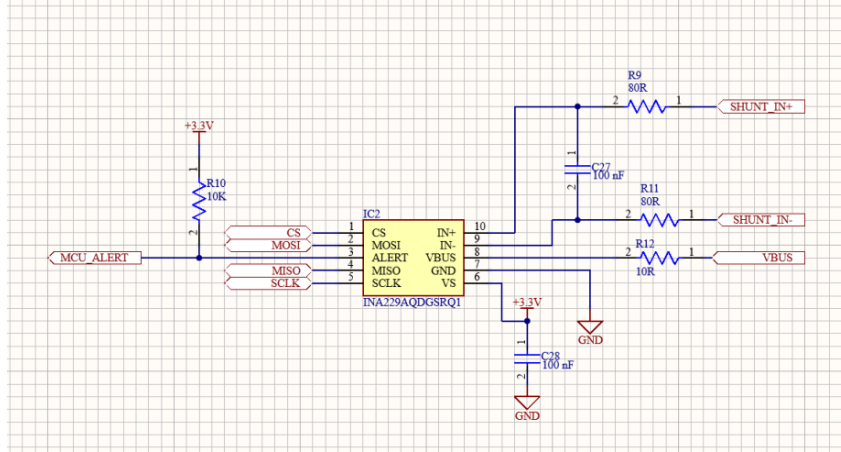 R9
80R
2
1
SHUNT_IN+
+3.3V
1
R10
10K
2
1
C27
100 nF
2
R11
80R
2
1
SHUNT_IN-
IC2
CS
1
CS
IN+
10
MOSI
2
MOSI
IN-
9
R12
MCU_ALERT
3
ALERT
VBUS
8
2
1
VBUS
10R
MISO
4
MISO
GND
7
SCLK
5
SCLK
VS
6
INA229AQDGSRQ1
+3.3V
GND
1
C28
100 nF
2
GND